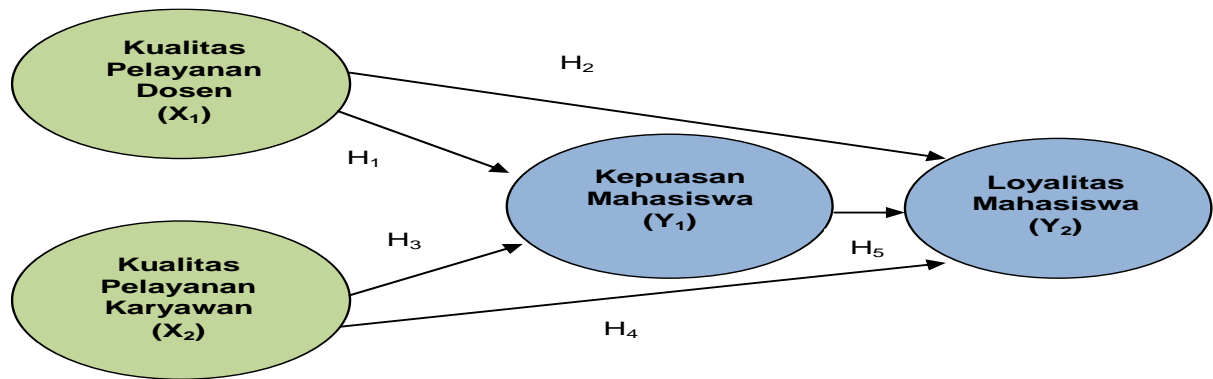 Kualitas
Pelayanan
Dosen
(X₁)
H₂
H₁
Kepuasan
Mahasiswa
(Y₁)
Loyalitas
Mahasiswa
(Y₂)
H₃
H₅
Kualitas
Pelayanan
Karyawan
(X₂)
H₄